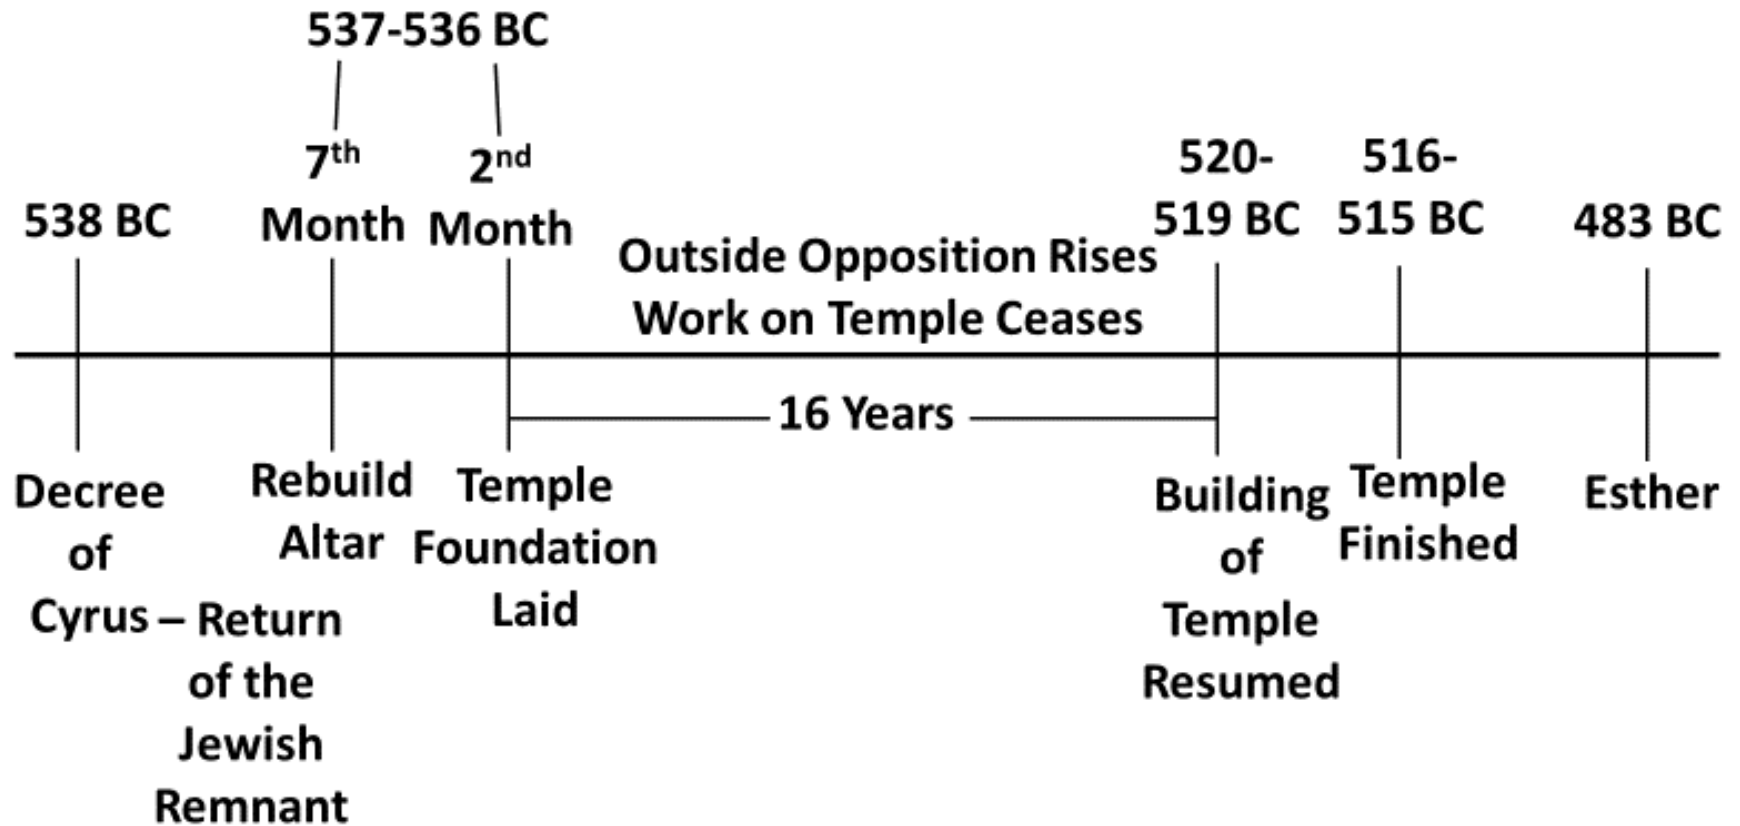 537-536 BC
7th
Month
2nd
Month
538 BC
Outside Opposition Rises
Work on Temple Ceases
520-
519 BC
516-
515 BC
483 BC
16 Years
Decree
of
Cyrus – Return
of the
Jewish
Remnant
Rebuild
Altar
Temple
Foundation
Laid
Building
of
Temple
Resumed
Temple
Finished
Esther